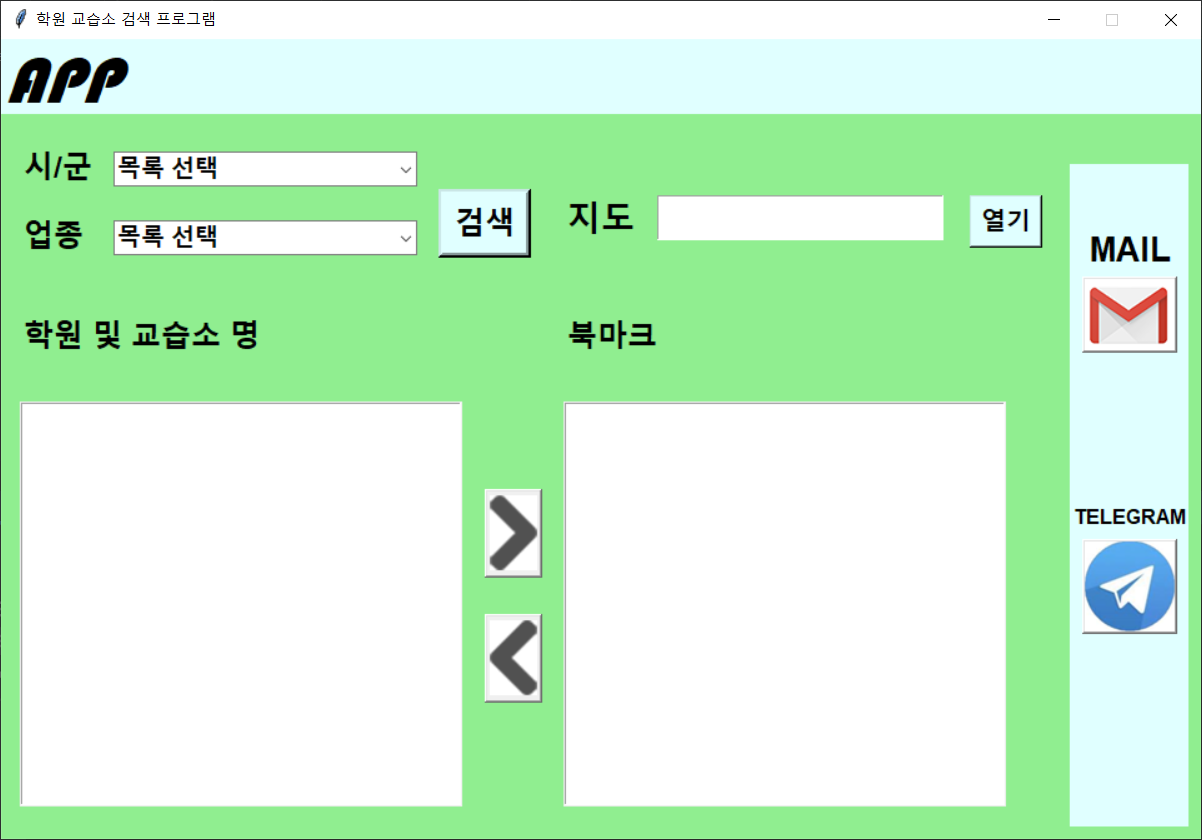 학원 교습소 검색 프로그램
APP
시/군 목록 선택
업종 목록 선택
검색
지도
열기
MAIL
학원 및 교습소 명
북마크
TELEGRAM